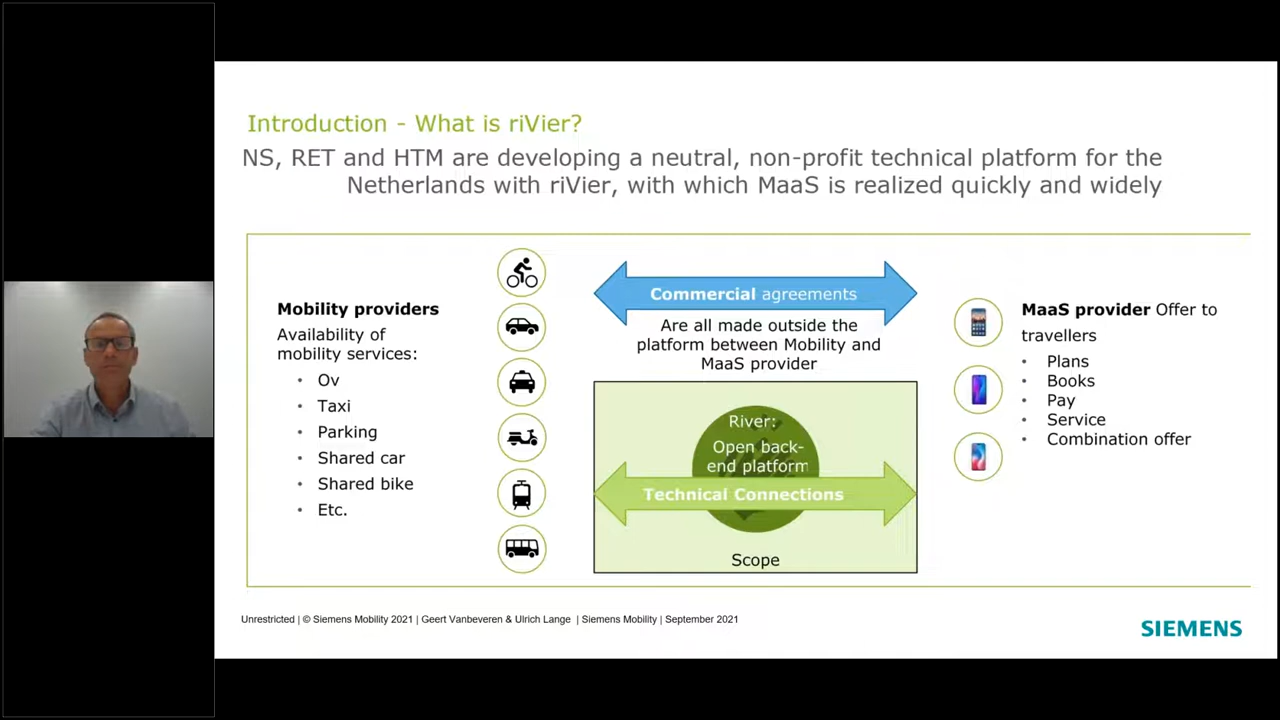 Introduction - What is riVier?
NS, RET and HTM are developing a neutral, non-profit technical platform for the
Netherlands with riVier, with which MaaS is realized quickly and widely
Mobility providers
Availability of
mobility services:
• Ov
• Taxi
• Parking
• Shared car
• Shared bike
• Etc.
Commercial agreements
Are all made outside the
platform between Mobility and
MaaS provider
River:
Open back-
end platform
Technical Connections
Scope
MaaS provider Offer to
travellers
• Plans
• Books
• Pay
• Service
• Combination offer
Unrestricted | © Siemens Mobility 2021 | Geert Vanbeveren & Ulrich Lange | Siemens Mobility | September 2021
SIEMENS